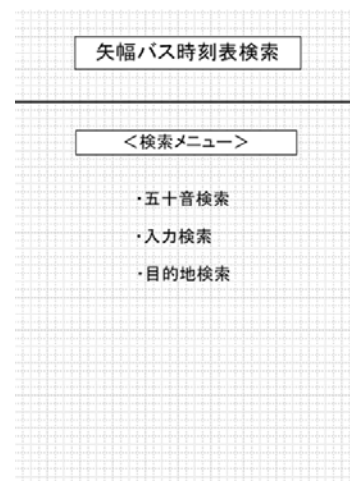 矢幅バス時刻表検索
＜検索メニュー＞
・五十音検索
・入力検索
・目的地検索